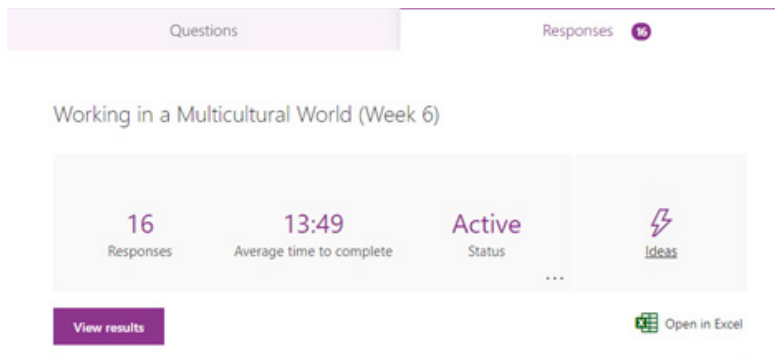 Questions
Responses 16
Working in a Multicultural World (Week 6)
16 13:49 Active
Responses Average time to complete Status Ideas
...
View results Open in Excel